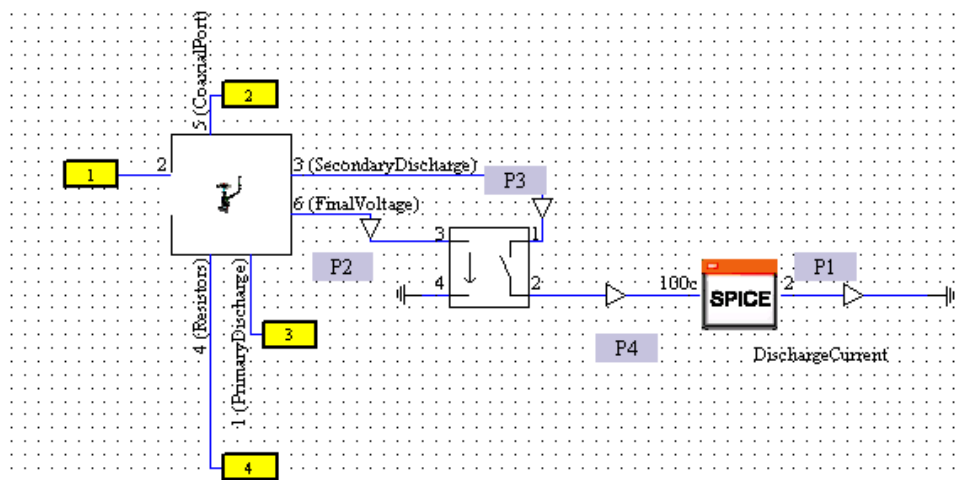 5 (CoaxialPort)
2
1
2
3 (SecondaryDischarge)
P3
6 (FinalVoltage)
3
1
P2
4
2
100c
SPICE
2
P1
4 (Resistors)
1 (PrimaryDischarge)
3
P4
DischargeCurrent
4